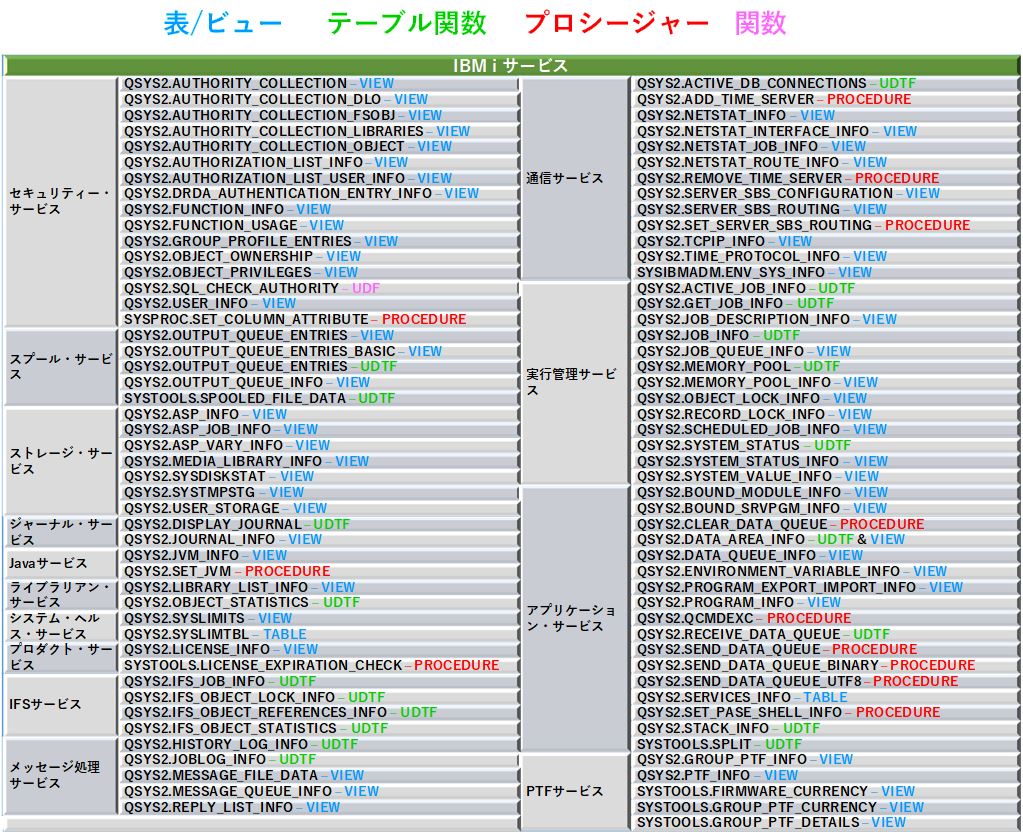 表/ビュー テーブル関数 プロシージャー 関数
IBM i サービス
セキュリティー・
サービス
QSYS2.AUTHORITY_COLLECTION – VIEW
QSYS2.AUTHORITY_COLLECTION_DLO – VIEW
QSYS2.AUTHORITY_COLLECTION_FSOBJ – VIEW
QSYS2.AUTHORITY_COLLECTION_LIBRARIES – VIEW
QSYS2.AUTHORITY_COLLECTION_OBJECT – VIEW
QSYS2.AUTHORIZATION_LIST_INFO – VIEW
QSYS2.AUTHORIZATION_LIST_USER_INFO – VIEW
QSYS2.DRDA_AUTHENTICATION_ENTRY_INFO – VIEW
QSYS2.FUNCTION_INFO – VIEW
QSYS2.FUNCTION_USAGE – VIEW
QSYS2.GROUP_PROFILE_ENTRIES – VIEW
QSYS2.OBJECT_OWNERSHIP – VIEW
QSYS2.OBJECT_PRIVILEGES – VIEW
QSYS2.SQL_CHECK_AUTHORITY – UDF
QSYS2.USER_INFO – VIEW
SYSPROC.SET_COLUMN_ATTRIBUTE – PROCEDURE
スプール・サービ
ス
QSYS2.OUTPUT_QUEUE_ENTRIES – VIEW
QSYS2.OUTPUT_QUEUE_ENTRIES_BASIC – VIEW
QSYS2.OUTPUT_QUEUE_ENTRIES – UDTF
QSYS2.OUTPUT_QUEUE_INFO – VIEW
SYSTOOLS.SPOOLED_FILE_DATA – UDTF
ストレージ・サー
ビス
QSYS2.ASP_INFO – VIEW
QSYS2.ASP_JOB_INFO – VIEW
QSYS2.ASP_VARY_INFO – VIEW
QSYS2.MEDIA_LIBRARY_INFO – VIEW
QSYS2.SYSDISKSTAT – VIEW
QSYS2.SYSTMPSTG – VIEW
QSYS2.USER_STORAGE – VIEW
ジャーナル・サー
ビス
QSYS2.DISPLAY_JOURNAL – UDTF
QSYS2.JOURNAL_INFO – VIEW
Javaサービス
QSYS2.JVM_INFO – VIEW
QSYS2.SET_JVM – PROCEDURE
ライブラリアン・
サービス
QSYS2.LIBRARY_LIST_INFO – VIEW
QSYS2.OBJECT_STATISTICS – UDTF
システム・ヘル
ス・サービス
QSYS2.SYSLIMITS – VIEW
QSYS2.SYSLIMTBL – TABLE
プロダクト・サー
ビス
QSYS2.LICENSE_INFO – VIEW
SYSTOOLS.LICENSE_EXPIRATION_CHECK – PROCEDURE
IFSサービス
QSYS2.IFS_JOB_INFO – UDTF
QSYS2.IFS_OBJECT_LOCK_INFO – UDTF
QSYS2.IFS_OBJECT_REFERENCES_INFO – UDTF
QSYS2.IFS_OBJECT_STATISTICS – UDTF
メッセージ処理
サービス
QSYS2.HISTORY_LOG_INFO – UDTF
QSYS2.JOBLOG_INFO – UDTF
QSYS2.MESSAGE_FILE_DATA – VIEW
QSYS2.MESSAGE_QUEUE_INFO – VIEW
QSYS2.REPLY_LIST_INFO – VIEW
通信サービス
QSYS2.ACTIVE_DB_CONNECTIONS – UDTF
QSYS2.ADD_TIME_SERVER – PROCEDURE
QSYS2.NETSTAT_INFO – VIEW
QSYS2.NETSTAT_INTERFACE_INFO – VIEW
QSYS2.NETSTAT_JOB_INFO – VIEW
QSYS2.NETSTAT_ROUTE_INFO – VIEW
QSYS2.REMOVE_TIME_SERVER – PROCEDURE
QSYS2.SERVER_SBS_CONFIGURATION – VIEW
QSYS2.SERVER_SBS_ROUTING – VIEW
QSYS2.SET_SERVER_SBS_ROUTING – PROCEDURE
QSYS2.TCPIP_INFO – VIEW
QSYS2.TIME_PROTOCOL_INFO – VIEW
SYSIBMADM.ENV_SYS_INFO – VIEW
実行管理サービ
ス
QSYS2.ACTIVE_JOB_INFO – UDTF
QSYS2.GET_JOB_INFO – UDTF
QSYS2.JOB_DESCRIPTION_INFO – VIEW
QSYS2.JOB_INFO – UDTF
QSYS2.JOB_QUEUE_INFO – VIEW
QSYS2.MEMORY_POOL – UDTF
QSYS2.MEMORY_POOL_INFO – VIEW
QSYS2.OBJECT_LOCK_INFO – VIEW
QSYS2.RECORD_LOCK_INFO – VIEW
QSYS2.SCHEDULED_JOB_INFO – VIEW
QSYS2.SYSTEM_STATUS – UDTF
QSYS2.SYSTEM_STATUS_INFO – VIEW
QSYS2.SYSTEM_VALUE_INFO – VIEW
アプリケーショ
ン・サービス
QSYS2.BOUND_MODULE_INFO – VIEW
QSYS2.BOUND_SRVPGM_INFO – VIEW
QSYS2.CLEAR_DATA_QUEUE – PROCEDURE
QSYS2.DATA_AREA_INFO – UDTF & VIEW
QSYS2.DATA_QUEUE_INFO – VIEW
QSYS2.ENVIRONMENT_VARIABLE_INFO – VIEW
QSYS2.PROGRAM_EXPORT_IMPORT_INFO – VIEW
QSYS2.PROGRAM_INFO – VIEW
QSYS2.QCMDEXC – PROCEDURE
QSYS2.RECEIVE_DATA_QUEUE – UDTF
QSYS2.SEND_DATA_QUEUE – PROCEDURE
QSYS2.SEND_DATA_QUEUE_BINARY – PROCEDURE
QSYS2.SEND_DATA_QUEUE_UTF8 – PROCEDURE
QSYS2.SERVICES_INFO – TABLE
QSYS2.SET_PASE_SHELL_INFO – PROCEDURE
QSYS2.STACK_INFO – UDTF
SYSTOOLS.SPLIT – UDTF
PTFサービス
QSYS2.GROUP_PTF_INFO – VIEW
QSYS2.PTF_INFO – VIEW
SYSTOOLS.FIRMWARE_CURRENCY – VIEW
SYSTOOLS.GROUP_PTF_CURRENCY – VIEW
SYSTOOLS.GROUP_PTF_DETAILS – VIEW